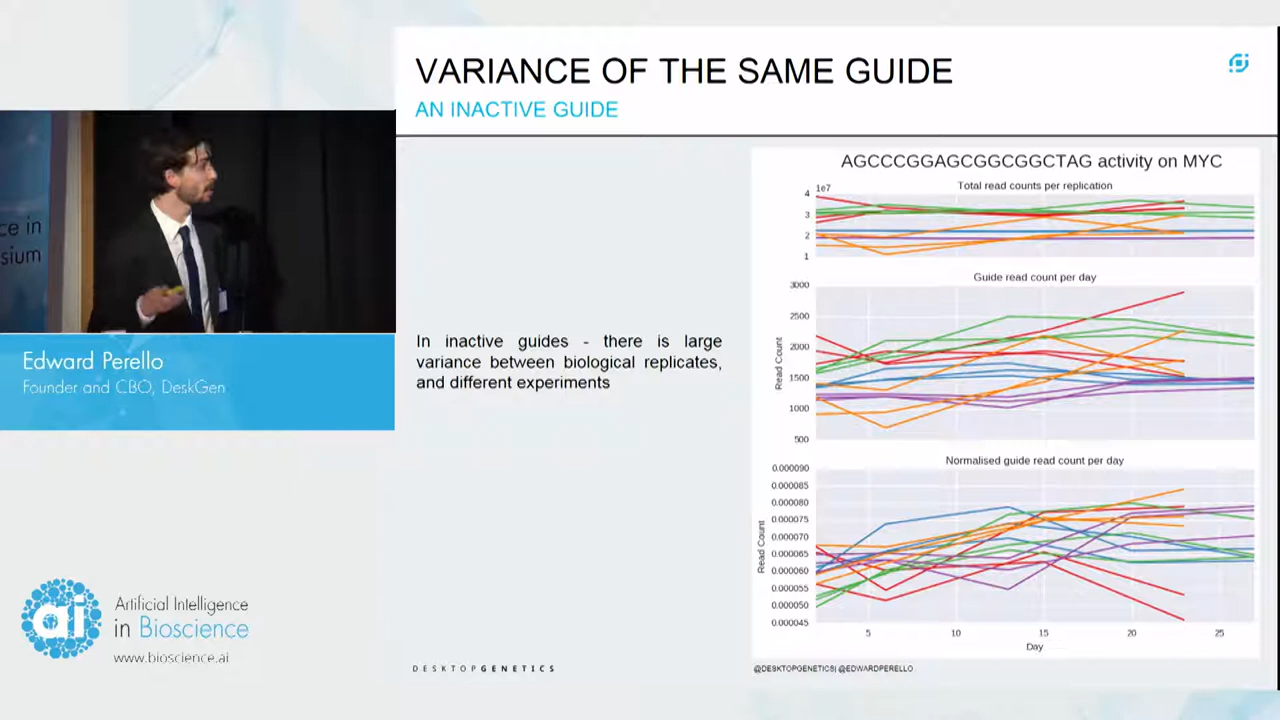 VARIANCE OF THE SAME GUIDE
AN INACTIVE GUIDE
ce in
sium
Edward Perello
Founder and CBO, DeskGen
In inactive guides - there is large
variance between biological replicates,
and different experiments
AGCCCGGAGCGGCGGCTAG activity on MYC
Total read counts per replication
1e7
4
3
2
1
Guide read count per day
3000
2500
2000
1500
1000
500
Read Count
Normalised guide read count per day
0.000090
0.000085
0.000080
0.000075
0.000070
0.000065
0.000060
0.000055
0.000050
0.000045
Read Count
5 10 15 20 25
Day
ai
Artificial Intelligence
in Bioscience
www.bioscience.ai
DESKTOPGENETICS
@DESKTOPGENETICS| @EDWARDPERELLO